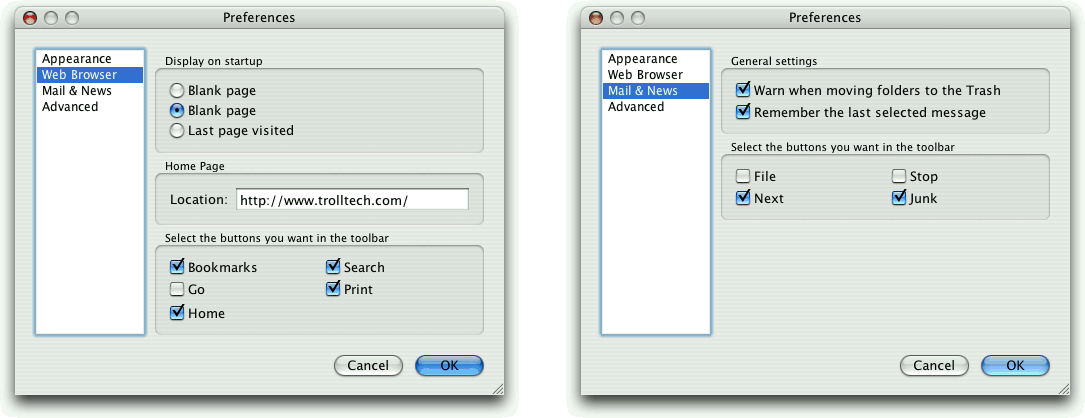 Preferences
Appearance
Web Browser
Mail & News
Advanced
Display on startup
Blank page
Blank page
Last page visited
Home Page
Location: http://www.trolltech.com/
Select the buttons you want in the toolbar
Bookmarks Search
Go Print
Home
Cancel OK
Preferences
Appearance
Web Browser
Mail & News
Advanced
General settings
Warn when moving folders to the Trash
Remember the last selected message
Select the buttons you want in the toolbar
File Stop
Next Junk
Cancel OK